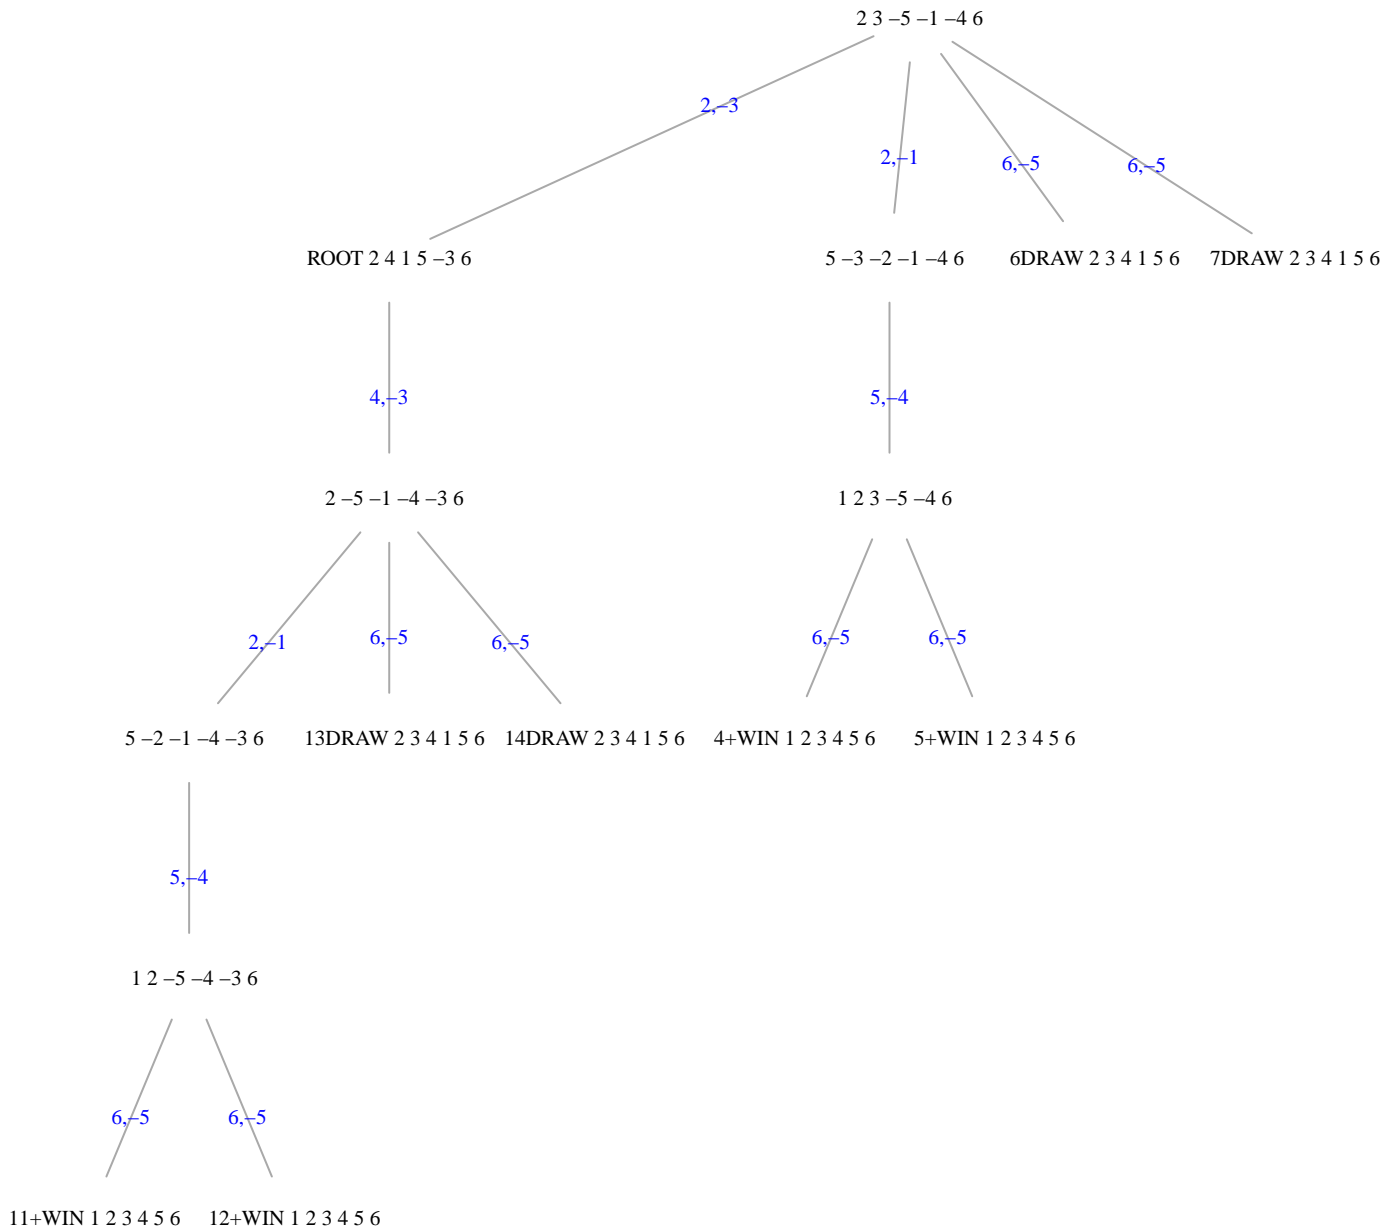 2 3 –5 –1 –4 6
2,–3
2,–1
6,–5
6,–5
ROOT 2 4 1 5 –3 6
5 –3 –2 –1 –4 6
6DRAW 2 3 4 1 5 6
7DRAW 2 3 4 1 5 6
4,–3
5,–4
2 –5 –1 –4 –3 6
1 2 3 –5 –4 6
2,–1
6,–5
6,–5
6,–5
6,–5
5 –2 –1 –4 –3 6
13DRAW 2 3 4 1 5 6
14DRAW 2 3 4 1 5 6
4+WIN 1 2 3 4 5 6
5+WIN 1 2 3 4 5 6
5,–4
1 2 –5 –4 –3 6
6,–5
6,–5
11+WIN 1 2 3 4 5 6
12+WIN 1 2 3 4 5 6